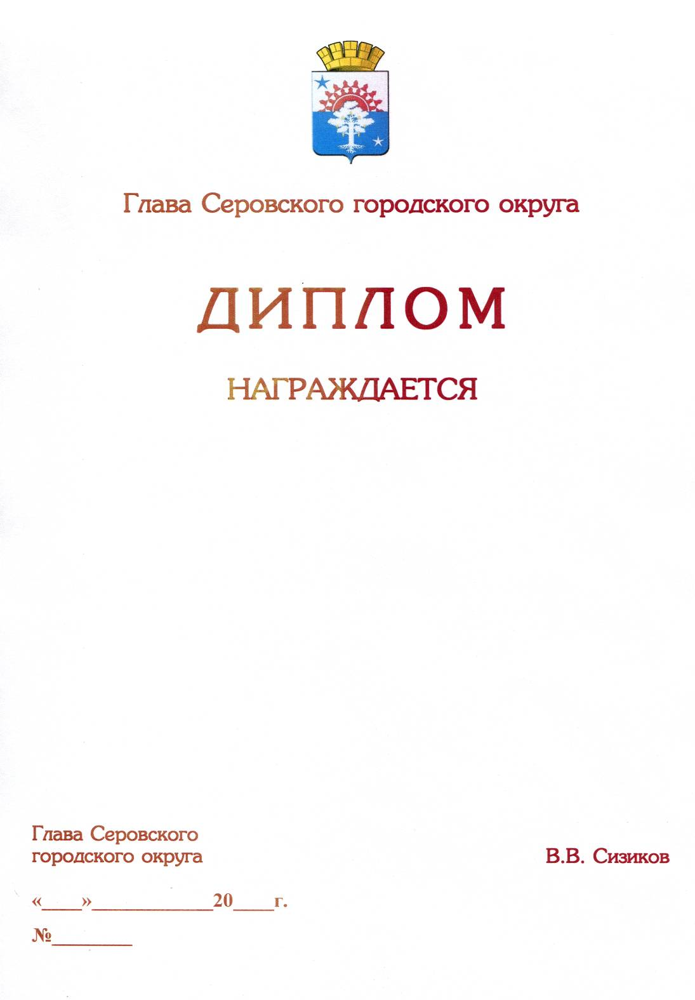 Глава Серовского городского округа
ДИПЛОМ
НАГРАЖДАЕТСЯ
Глава Серовского
городского округа
В.В. Сизиков
«____»____________20____г.
№________